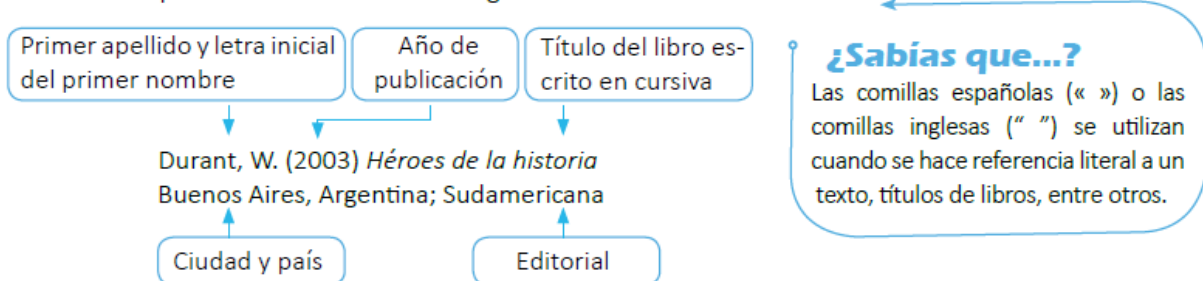 Primer apellido y letra inicial
del primer nombre
Año de
publicación
Título del libro es-
crito en cursiva
Durant, W. (2003) Héroes de la historia
Buenos Aires, Argentina; Sudamericana
Ciudad y país
Editorial
¿Sabías que...?
Las comillas españolas (« ») o las
comillas inglesas (“ ”) se utilizan
cuando se hace referencia literal a un
texto, títulos de libros, entre otros.